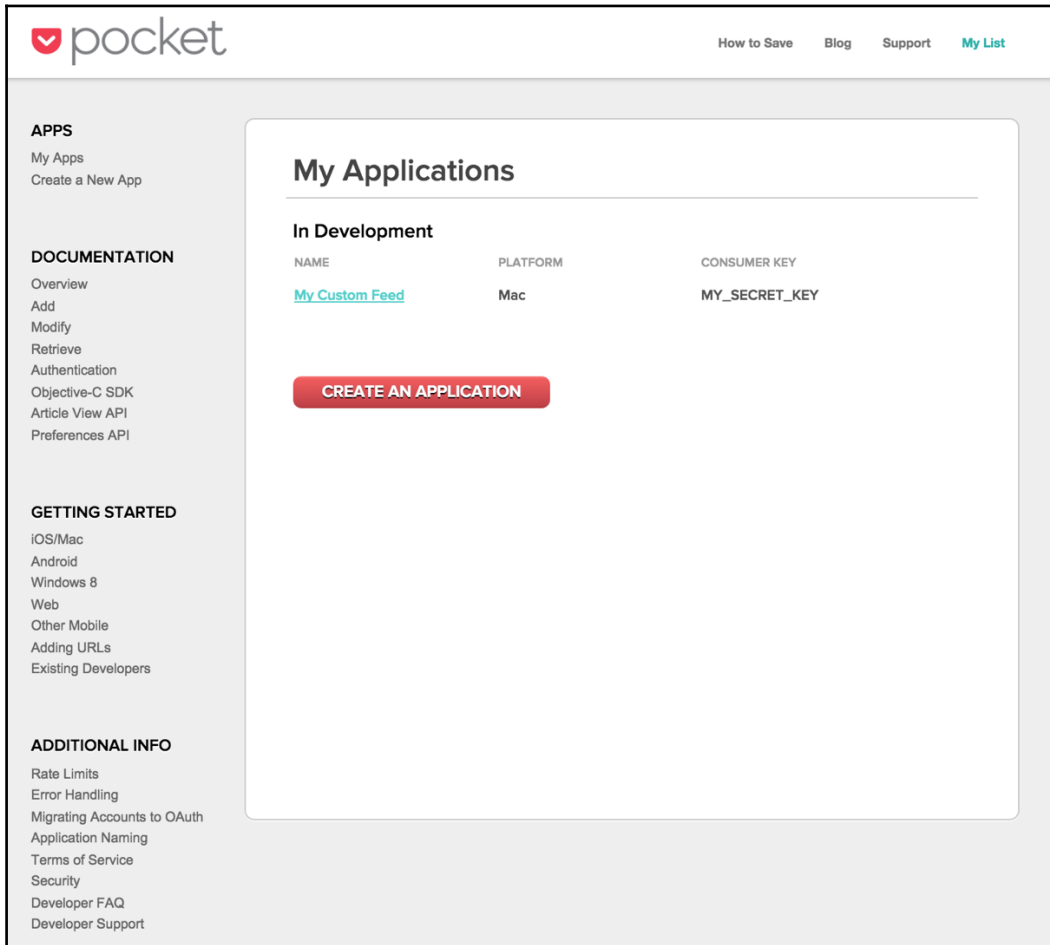 pocket
How to Save Blog Support My List
APPS
My Apps
Create a New App
DOCUMENTATION
Overview
Add
Modify
Retrieve
Authentication
Objective-C SDK
Article View API
Preferences API
GETTING STARTED
iOS/Mac
Android
Windows 8
Web
Other Mobile
Adding URLs
Existing Developers
ADDITIONAL INFO
Rate Limits
Error Handling
Migrating Accounts to OAuth
Application Naming
Terms of Service
Security
Developer FAQ
Developer Support
My Applications
In Development
NAME PLATFORM CONSUMER KEY
My Custom Feed Mac MY_SECRET_KEY
CREATE AN APPLICATION